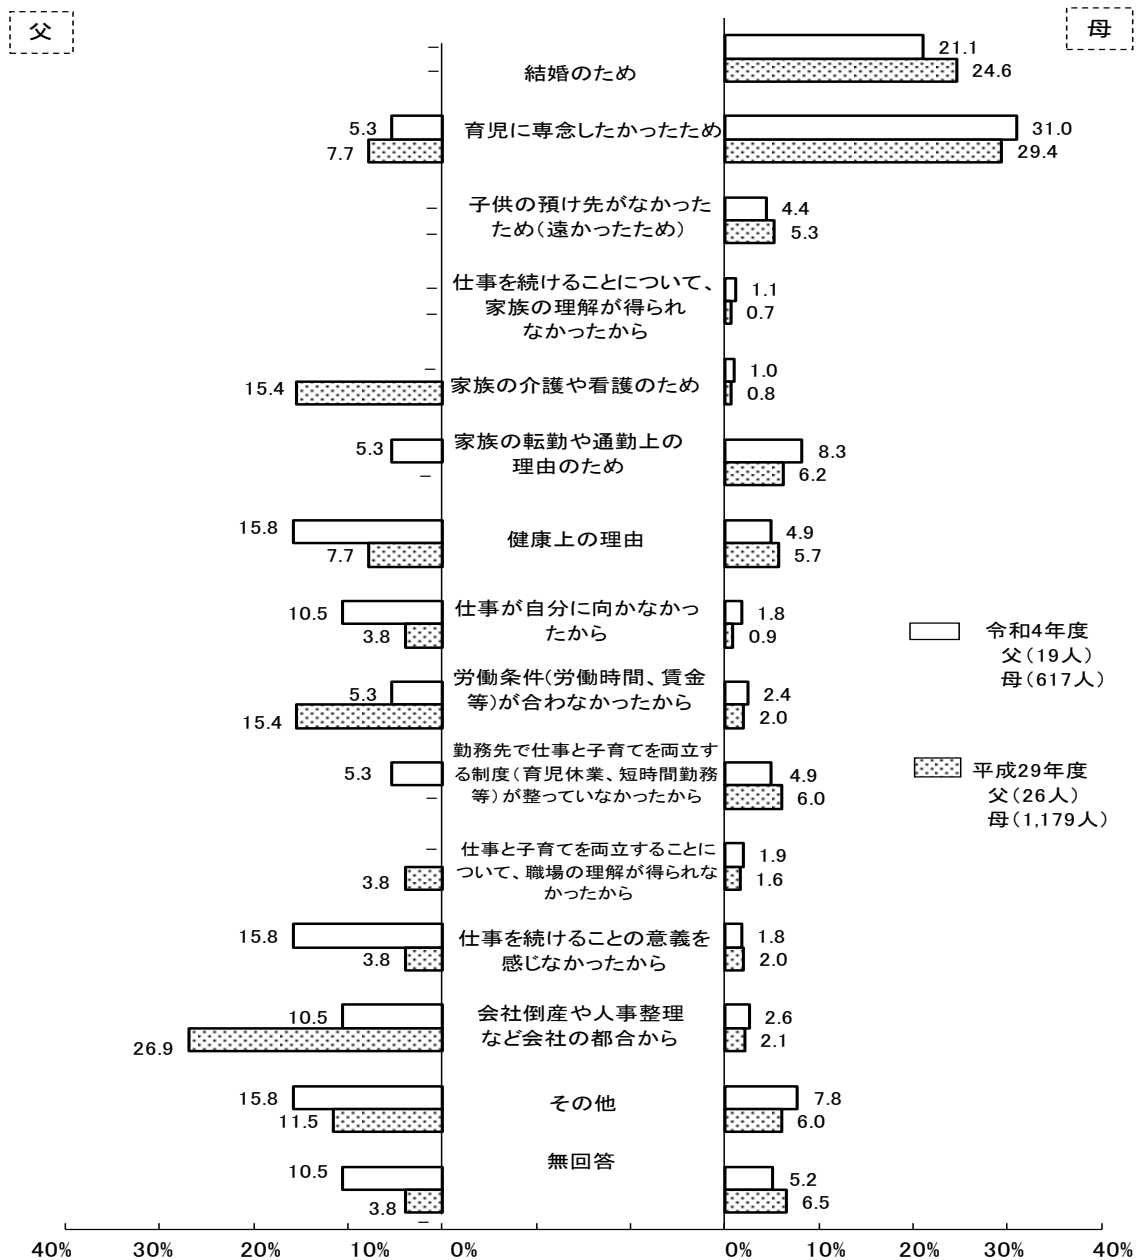 父
母
–
–
結婚のため
21.1
24.6
5.3
7.7
育児に専念したかったため
31.0
29.4
–
–
子供の預け先がなかった
ため(遠かったため)
4.4
5.3
–
–
仕事を続けることについて、
家族の理解が得られ
なかったから
1.1
0.7
–
15.4
家族の介護や看護のため
1.0
0.8
5.3
–
家族の転勤や通勤上の
理由のため
8.3
6.2
15.8
7.7
健康上の理由
4.9
5.7
10.5
3.8
仕事が自分に向かなかっ
たから
1.8
0.9
5.3
15.4
労働条件(労働時間、賃金
等)が合わなかったから
2.4
2.0
5.3
–
勤務先で仕事と子育てを両立す
る制度(育児休業、短時間勤務
等)が整っていなかったから
4.9
6.0
–
3.8
仕事と子育てを両立することに
ついて、職場の理解が得られな
かったから
1.9
1.6
15.8
3.8
仕事を続けることの意義を
感じなかったから
1.8
2.0
10.5
26.9
会社倒産や人事整理
など会社の都合から
2.6
2.1
15.8
11.5
その他
7.8
6.0
10.5
3.8
–
無回答
5.2
6.5
令和4年度
父(19人)
母(617人)
平成29年度
父(26人)
母(1,179人)
40% 30% 20% 10% 0% 0% 10% 20% 30% 40%